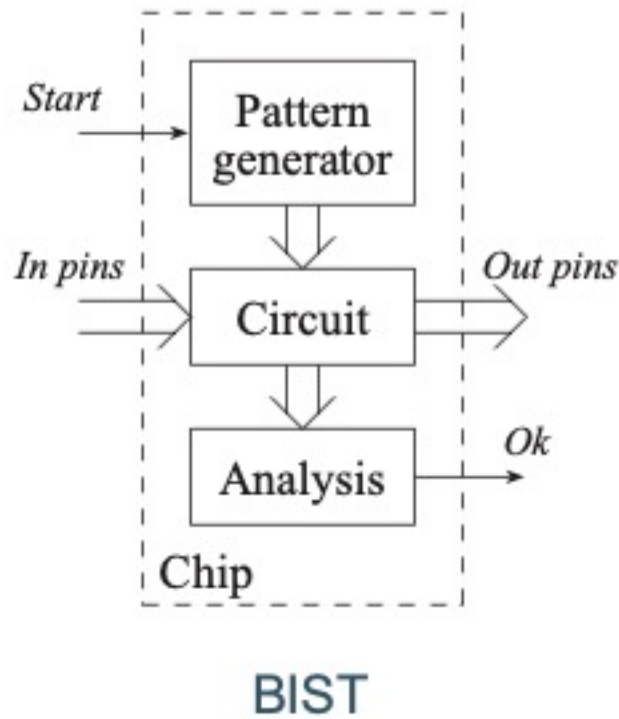 Start
Pattern
generator
In pins
Out pins
Circuit
Ok
Analysis
Chip
BIST